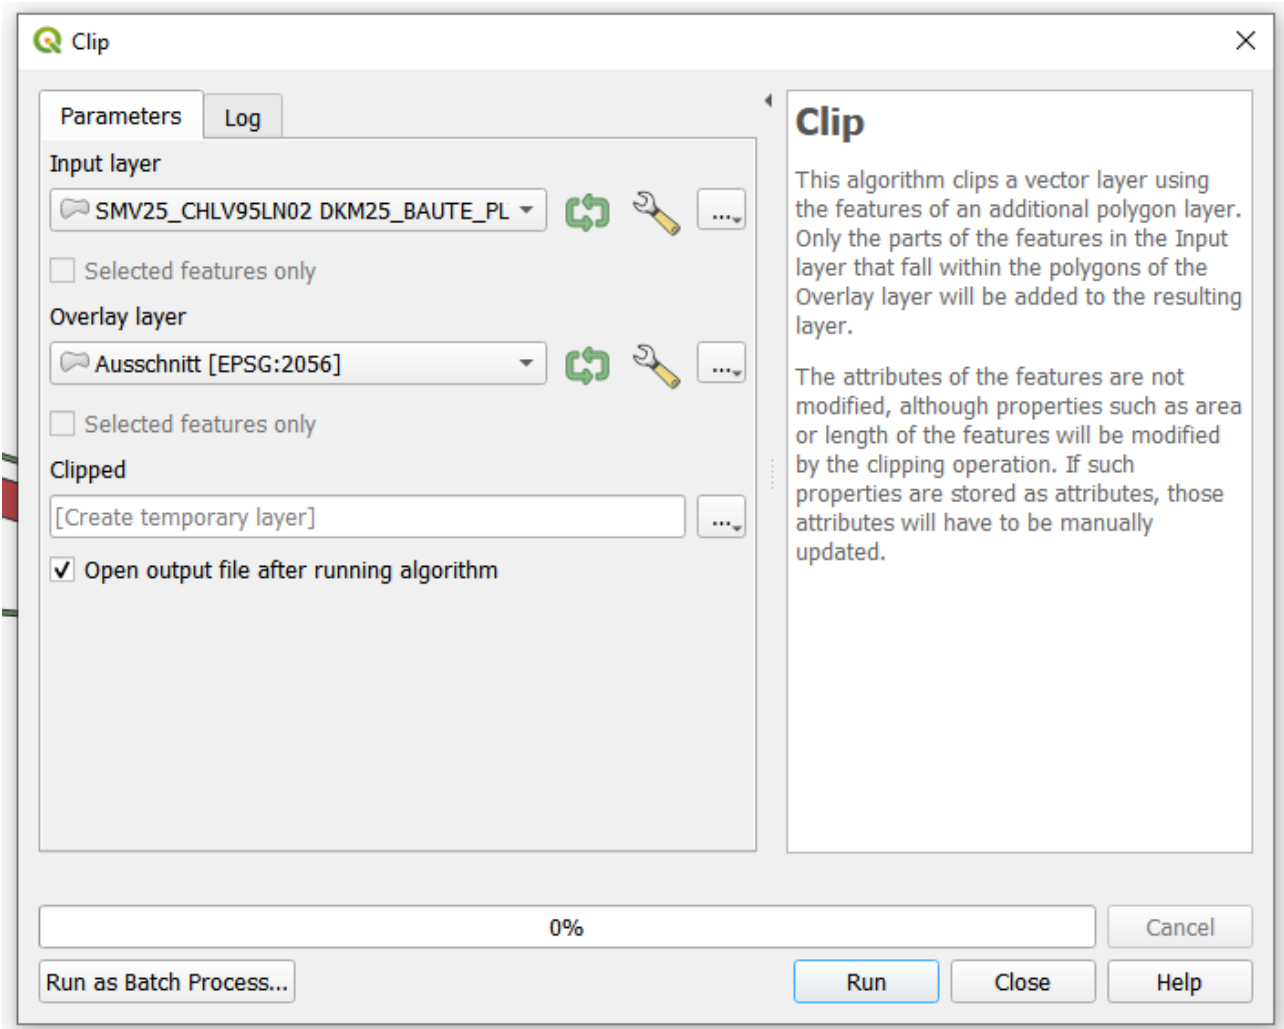 Clip
Parameters
Log
Input layer
SMV25_CHLV95LN02 DKM25_BAUTE_PL
...
Selected features only
Overlay layer
Ausschnitt [EPSG:2056]
...
Selected features only
Clipped
[Create temporary layer]
...
Open output file after running algorithm
Clip
This algorithm clips a vector layer using
the features of an additional polygon layer.
Only the parts of the features in the Input
layer that fall within the polygons of the
Overlay layer will be added to the resulting
layer.
The attributes of the features are not
modified, although properties such as area
or length of the features will be modified
by the clipping operation. If such
properties are stored as attributes, those
attributes will have to be manually
updated.
0%
Cancel
Run as Batch Process...
Run
Close
Help